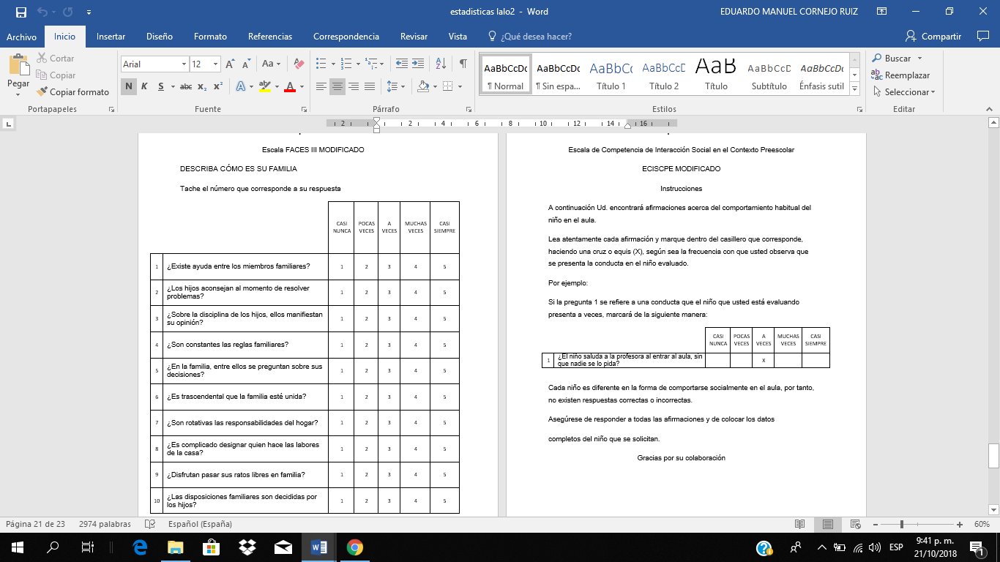 estadisticas lalo2 - Word
EDUARDO MANUEL CORNEJO RUIZ
Archivo
Inicio
Insertar
Diseño
Formato
Referencias
Correspondencia
Revisar
Vista
¿Qué desea hacer?
Compartir
Pegar
Cortar
Copiar
Copiar formato
Portapapeles
Arial
12
Aa
N K S abc x₂ x²
Fuente
Párrafo
AaBbCcDc AaBbCcDc AaBbCc AaBbCcD AaB AaBbCcD AaBbCcDc
¶ Normal ¶ Sin espa... Título 1 Título 2 Título Subtítulo Énfasis sutil
Estilos
Buscar
Reemplazar
Seleccionar
Editar
2 2 4 6 8 10 12 14 16
Escala FACES III MODIFICADO
DESCRIBA CÓMO ES SU FAMILIA
Tache el número que corresponde a su respuesta
CASI NUNCA POCAS VECES A VECES MUCHAS VECES CASI SIEMPRE
1 ¿Existe ayuda entre los miembros familiares? 1 2 3 4 5
2 ¿Los hijos aconsejan al momento de resolver
problemas? 1 2 3 4 5
3 ¿Sobre la disciplina de los hijos, ellos manifiestan
su opinión? 1 2 3 4 5
4 ¿Son constantes las reglas familiares? 1 2 3 4 5
5 ¿En la familia, entre ellos se preguntan sobre sus
decisiones? 1 2 3 4 5
6 ¿Es trascendental que la familia esté unida? 1 2 3 4 5
7 ¿Son rotativas las responsabilidades del hogar? 1 2 3 4 5
8 ¿Es complicado designar quien hace las labores
de la casa? 1 2 3 4 5
9 ¿Disfrutan pasar sus ratos libres en familia? 1 2 3 4 5
10 ¿Las disposiciones familiares son decididas por
los hijos? 1 2 3 4 5
Escala de Competencia de Interacción Social en el Contexto Preescolar
ECISCPE MODIFICADO
Instrucciones
A continuación Ud. encontrará afirmaciones acerca del comportamiento habitual del
niño en el aula.
Lea atentamente cada afirmación y marque dentro del casillero que corresponde,
haciendo una cruz o equis (X), según sea la frecuencia con que usted observa que
se presenta la conducta en el niño evaluado.
Por ejemplo:
Si la pregunta 1 se refiere a una conducta que el niño que usted está evaluando
presenta a veces, marcará de la siguiente manera:
CASI NUNCA POCAS VECES A VECES MUCHAS VECES CASI SIEMPRE
1 ¿El niño saluda a la profesora al entrar al aula, sin
que nadie se lo pida? X
Cada niño es diferente en la forma de comportarse socialmente en el aula, por tanto,
no existen respuestas correctas o incorrectas.
Asegúrese de responder a todas las afirmaciones y de colocar los datos
completos del niño que se solicitan.
Gracias por su colaboración
Página 21 de 23
2974 palabras
Español (España)
60%
ESP
9:41 p. m.
21/10/2018
1